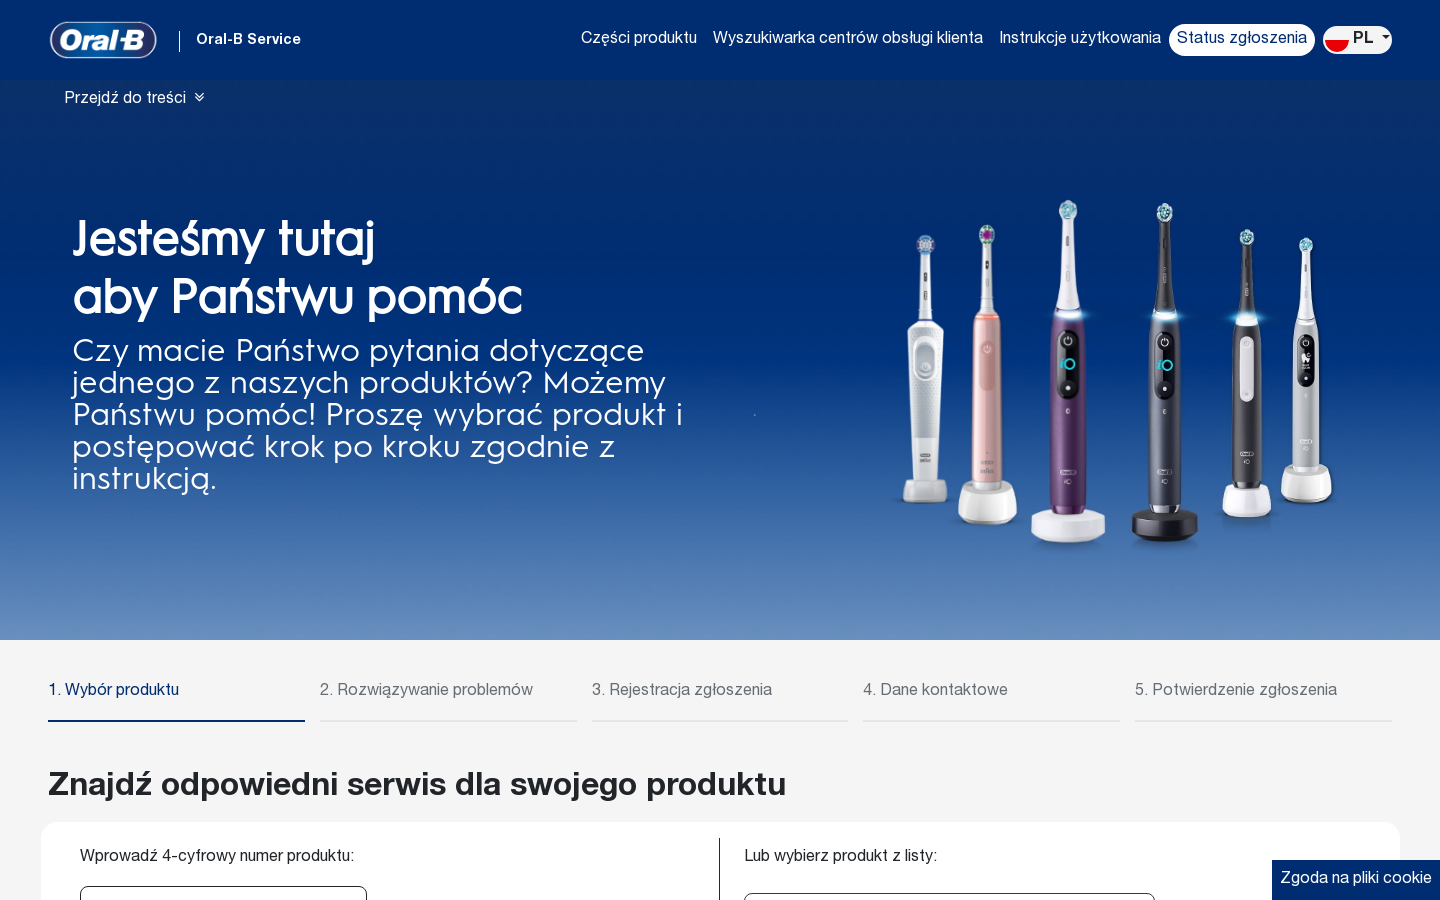 Oral-B
Oral-B Service
Części produktu
Wyszukiwarka centrów obsługi klienta
Instrukcje użytkowania
Status zgłoszenia
PL
Przejdź do treści
Jesteśmy tutaj
aby Państwu pomóc
Czy macie Państwo pytania dotyczące
jednego z naszych produktów? Możemy
Państwu pomóc! Proszę wybrać produkt i
postępować krok po kroku zgodnie z
instrukcją.
1. Wybór produktu
2. Rozwiązywanie problemów
3. Rejestracja zgłoszenia
4. Dane kontaktowe
5. Potwierdzenie zgłoszenia
Znajdź odpowiedni serwis dla swojego produktu
Wprowadź 4-cyfrowy numer produktu:
Lub wybierz produkt z listy:
Zgoda na pliki cookie